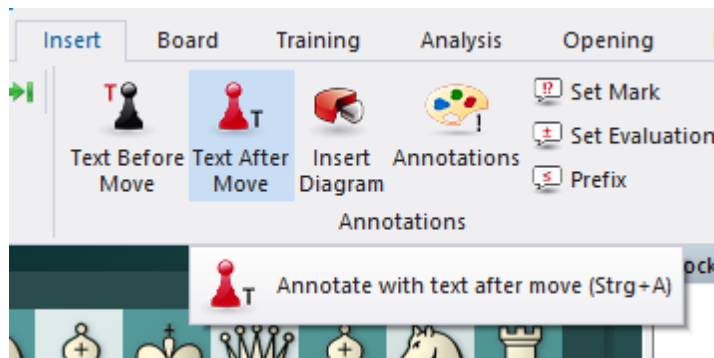 Insert Board Training Analysis Opening
T
T
!
!? Set Mark
± Set Evaluation
≤ Prefix
Text Before Move
Text After Move
Insert Diagram
Annotations
Annotations
T
Annotate with text after move (Strg+A)
ock